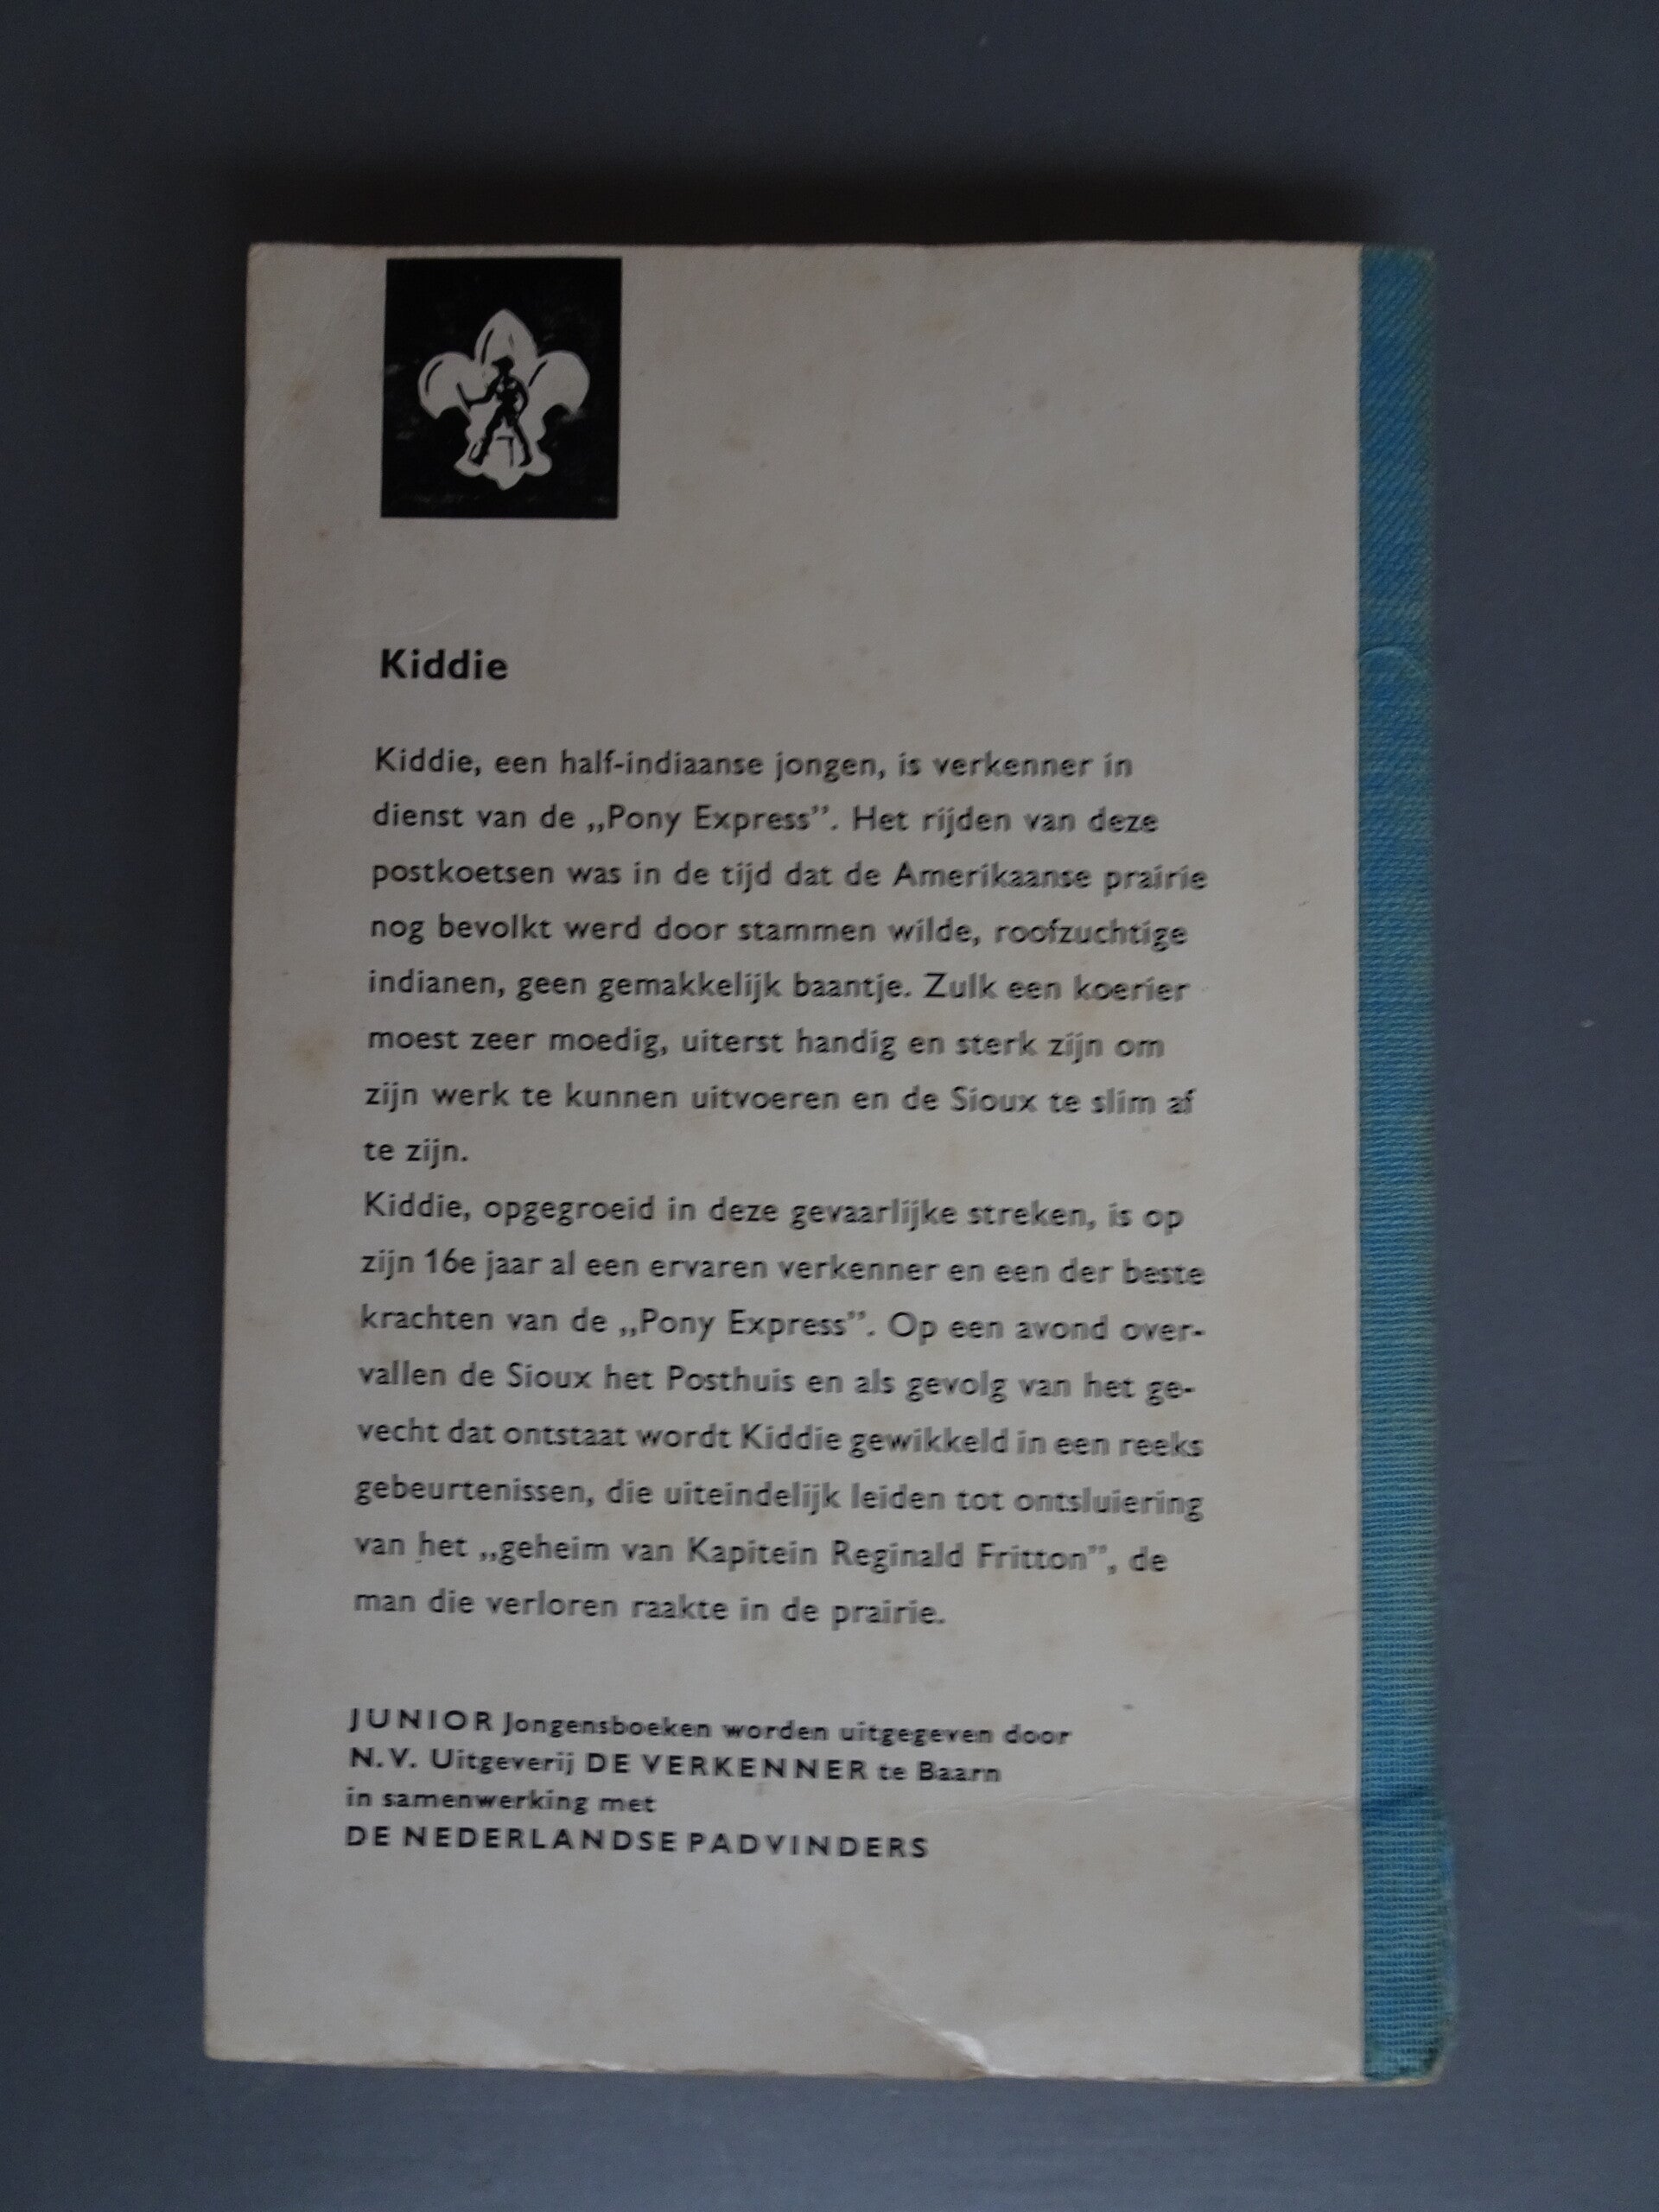 Kiddie
Kiddie, een half-indiaanse jongen, is verkenner in
dienst van de „Pony Express”. Het rijden van deze
postkoetsen was in de tijd dat de Amerikaanse prairie
nog bevolkt werd door stammen wilde, roofzuchtige
indianen, geen gemakkelijk baantje. Zulk een koerier
moest zeer moedig, uiterst handig en sterk zijn om
zijn werk te kunnen uitvoeren en de Sioux te slim af
te zijn.
Kiddie, opgegroeid in deze gevaarlijke streken, is op
zijn 16e jaar al een ervaren verkenner en een der beste
krachten van de „Pony Express”. Op een avond over-
vallen de Sioux het Posthuis en als gevolg van het ge-
vecht dat ontstaat wordt Kiddie gewikkeld in een reeks
gebeurtenissen, die uiteindelijk leiden tot ontsluiering
van het „geheim van Kapitein Reginald Fritton”, de
man die verloren raakte in de prairie.
JUNIOR Jongensboeken worden uitgegeven door
N.V. Uitgeverij DE VERKENNER te Baarn
in samenwerking met
DE NEDERLANDSE PADVINDERS